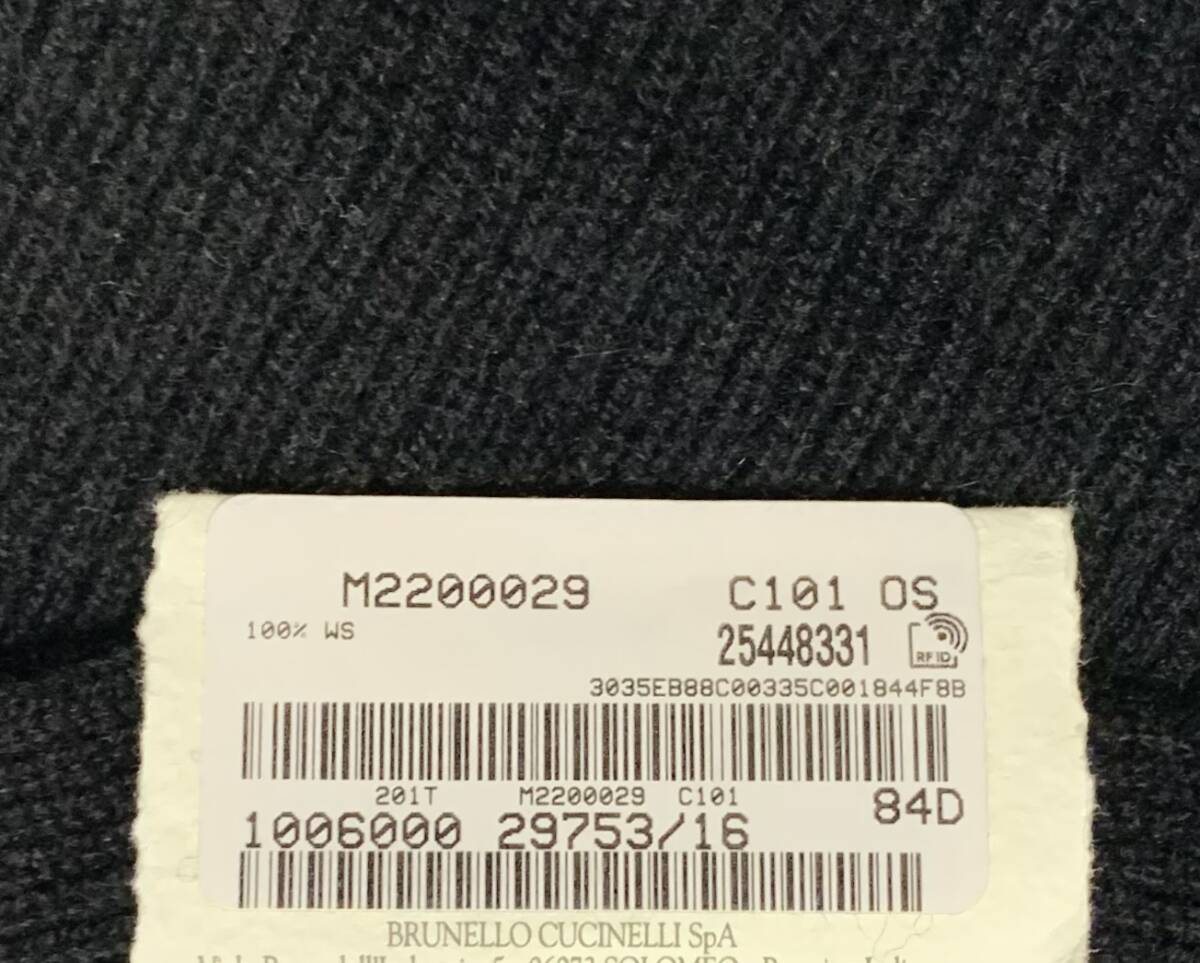 M2200029 C101 OS
100% WS 25448331 RFID
3035EB88C00335C001844F8B
201T M2200029 C101
1006000 29753/16 84D
BRUNELLO CUCINELLI SpA